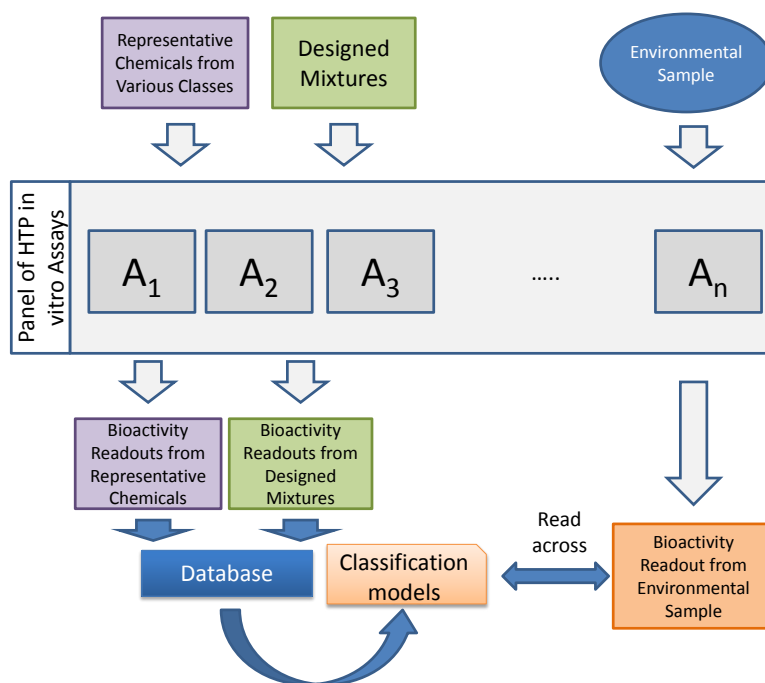 Representative
Chemicals from
Various Classes
Designed
Mixtures
Environmental
Sample
Panel of HTP in
vitro Assays
A1
A2
A3
.....
An
Bioactivity
Readouts from
Representative
Chemicals
Bioactivity
Readouts from
Designed
Mixtures
Database
Classification
models
Read
across
Bioactivity
Readout from
Environmental
Sample